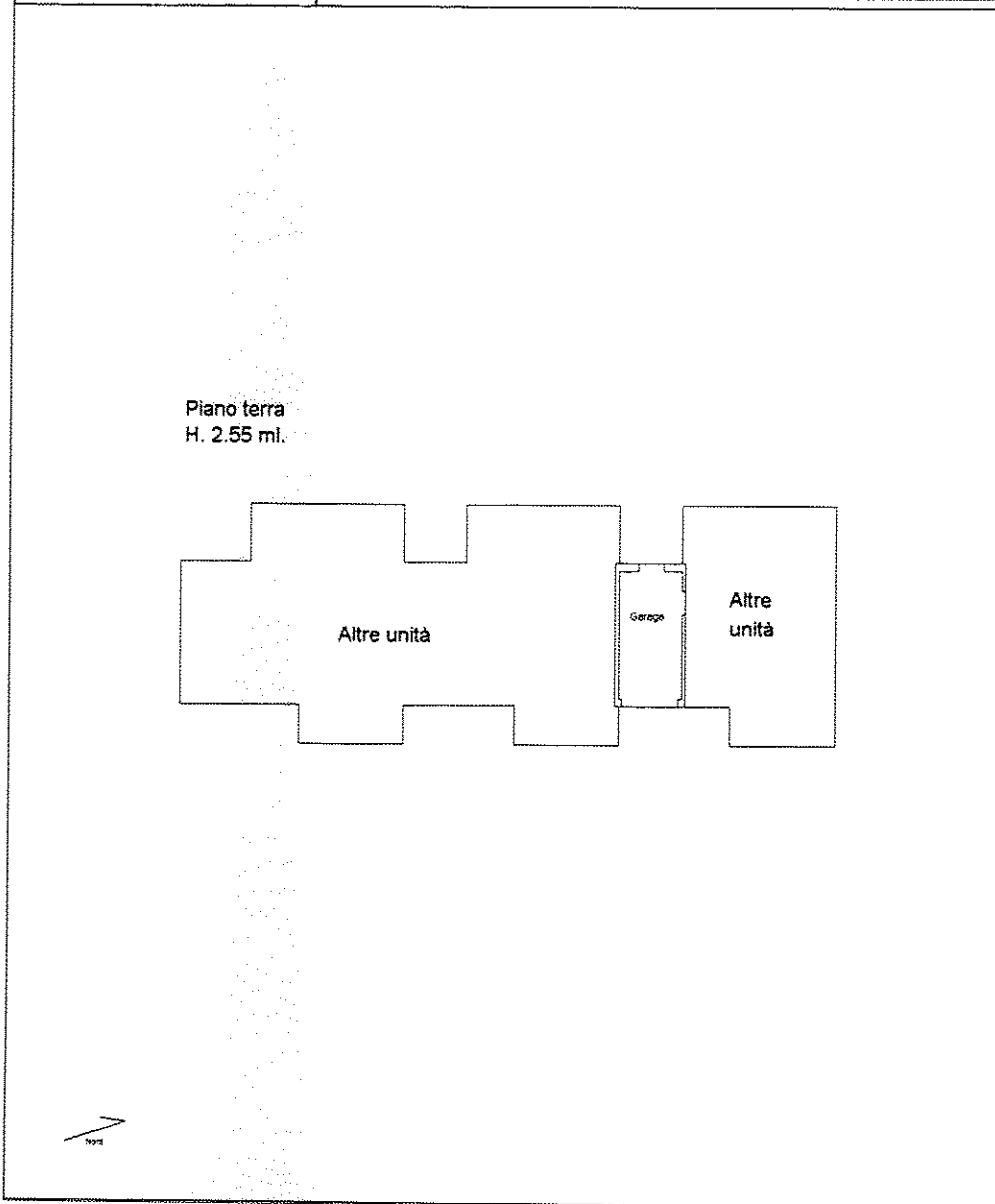 Piano terra
H. 2.55 ml.
Altre unità
Garage
Altre
unità
Nord